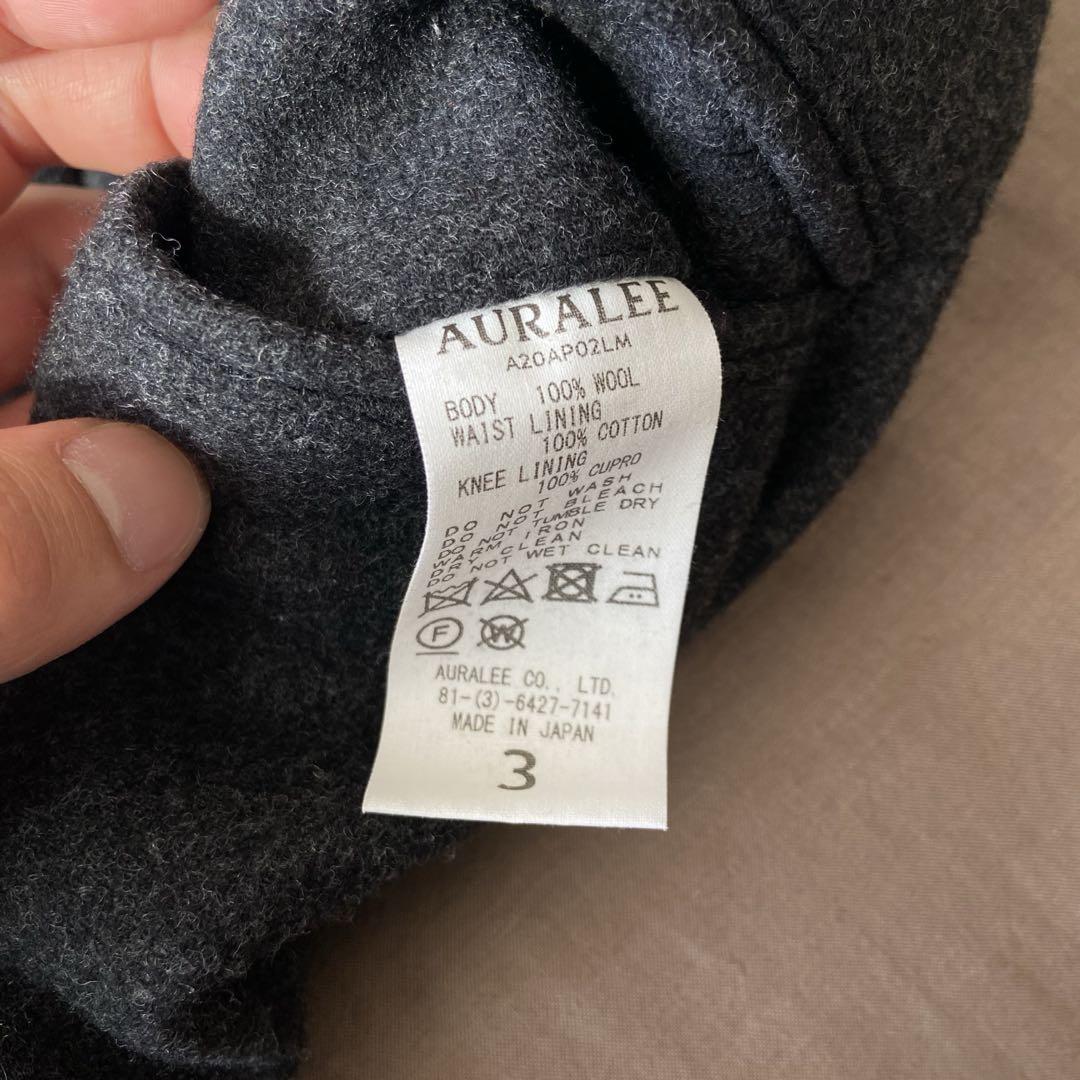 AURALEE
A20AP02LM
BODY 100% WOOL
WAIST LINING
100% COTTON
KNEE LINING
100% CUPRO
DO NOT WASH
DO NOT BLEACH
DO NOT TUMBLE DRY
WARM IRON
DRY CLEAN
DO NOT WET CLEAN
F W
AURALEE CO., LTD.
81-(3)-6427-7141
MADE IN JAPAN
3